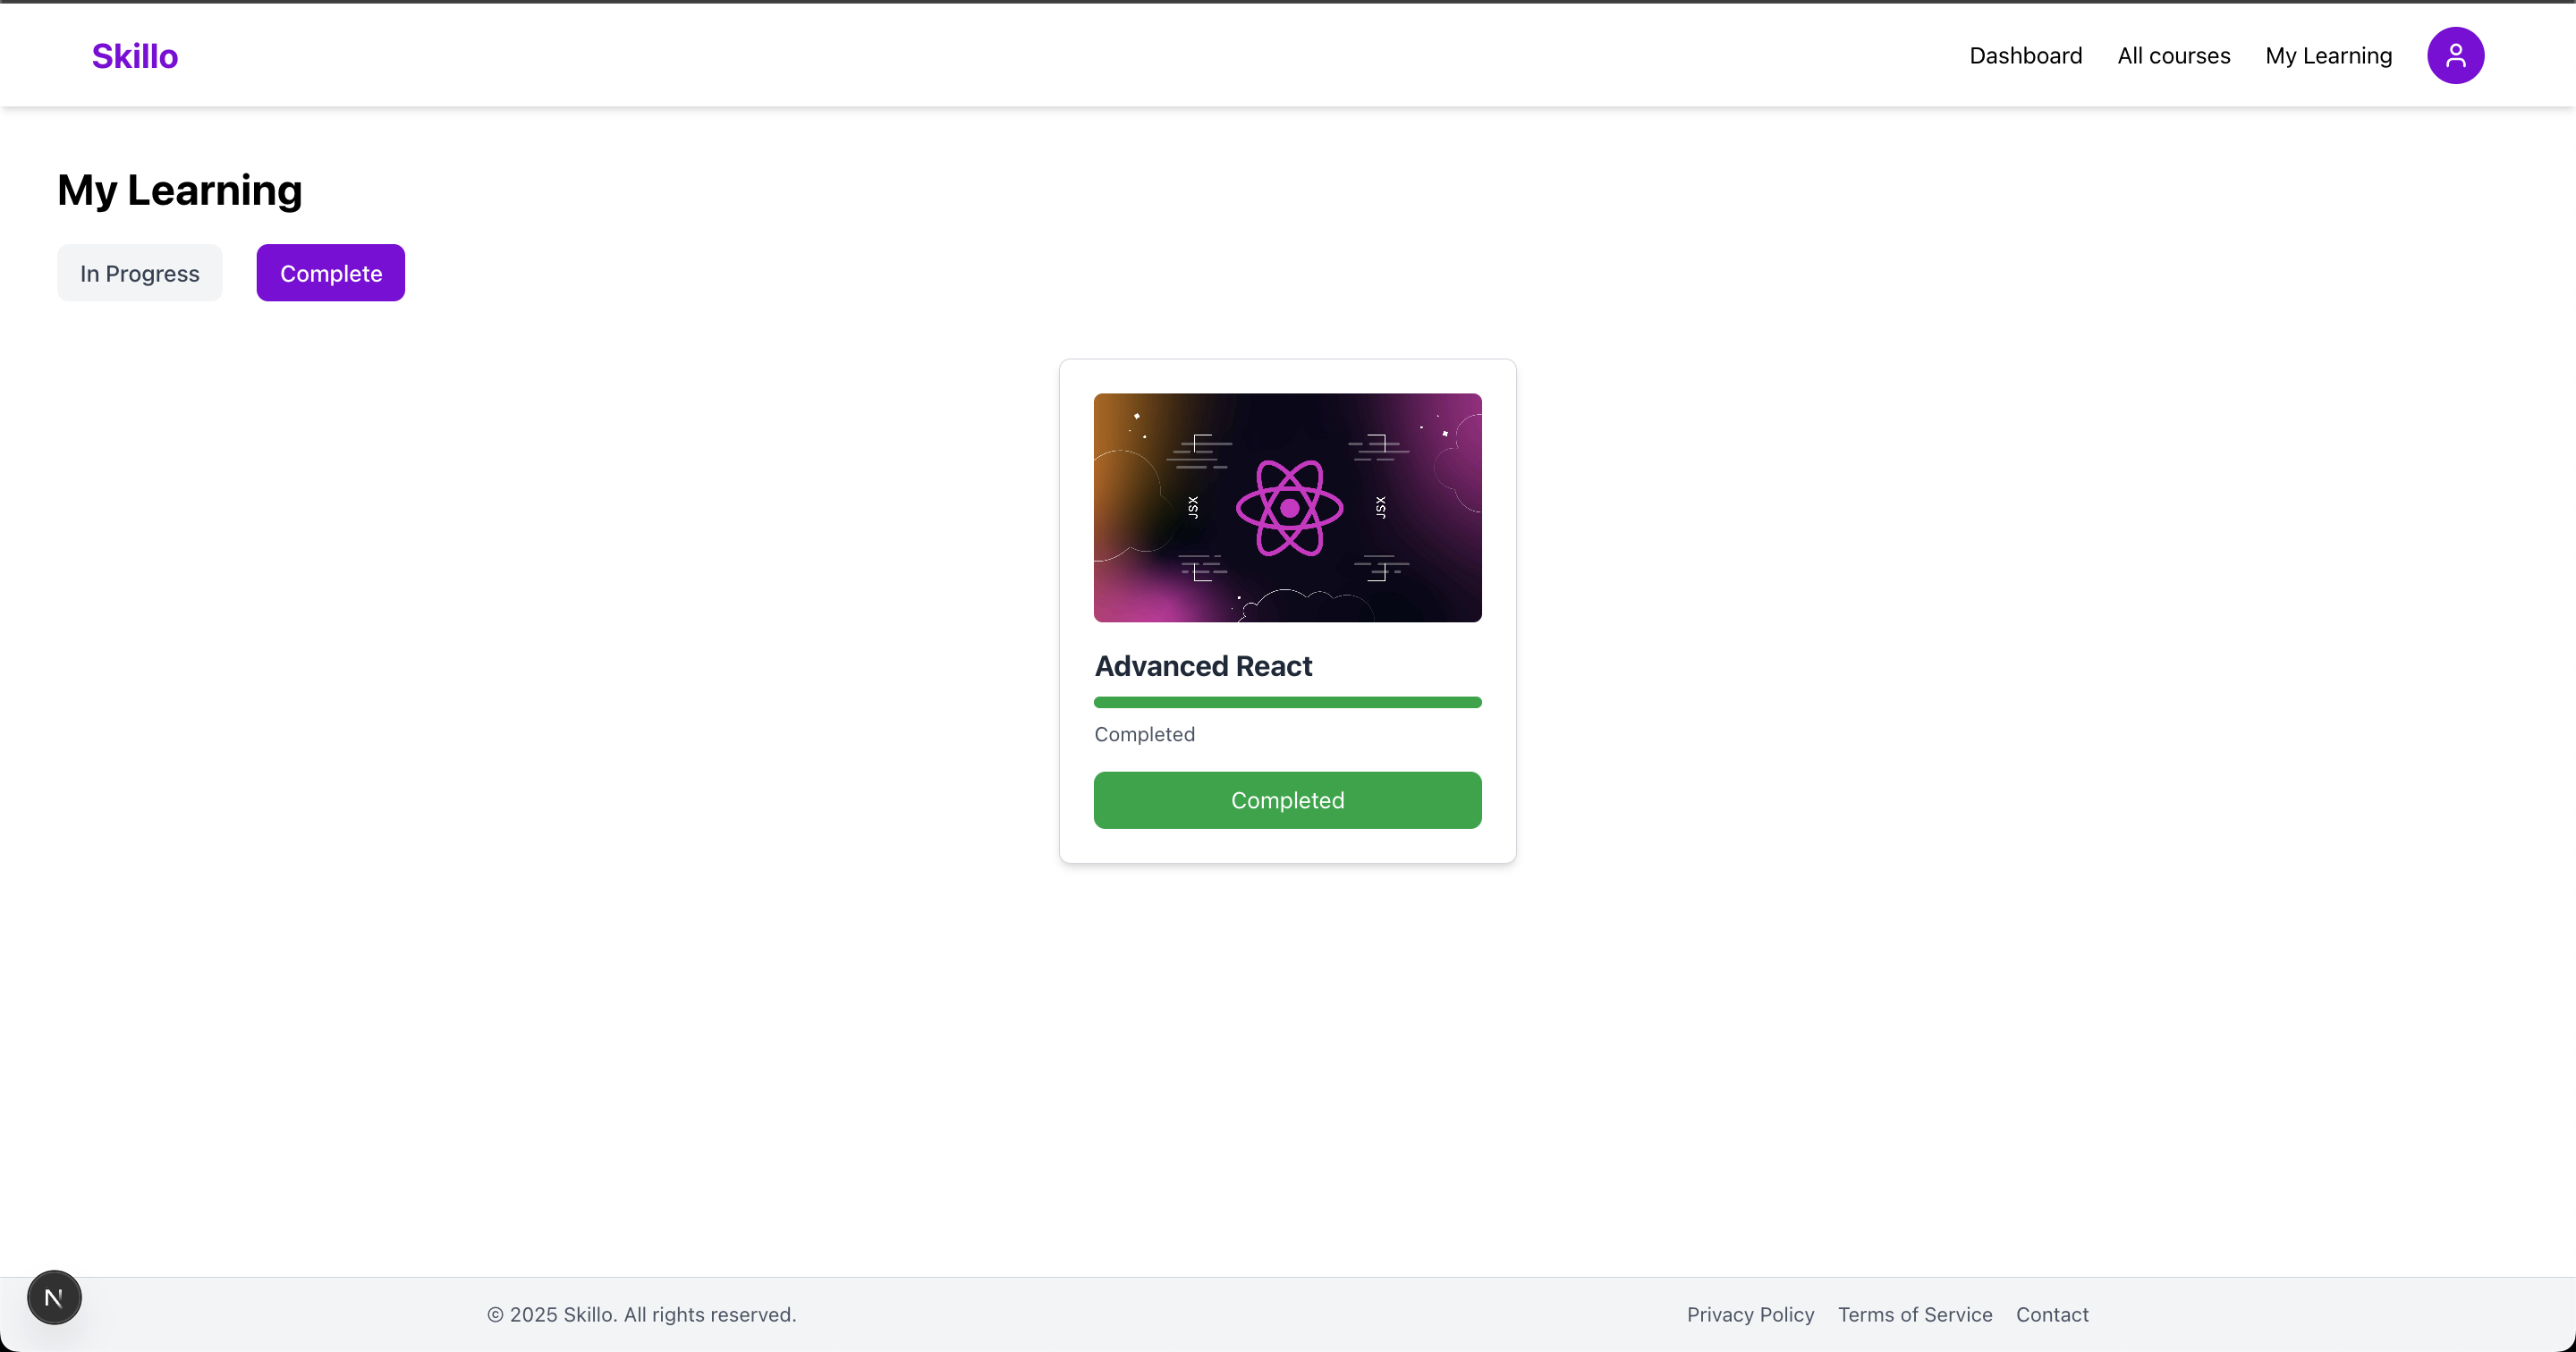 Skillo
Dashboard All courses My Learning
My Learning
In Progress Complete
JSX JSX
Advanced React
Completed
Completed
N
© 2025 Skillo. All rights reserved.
Privacy Policy Terms of Service Contact